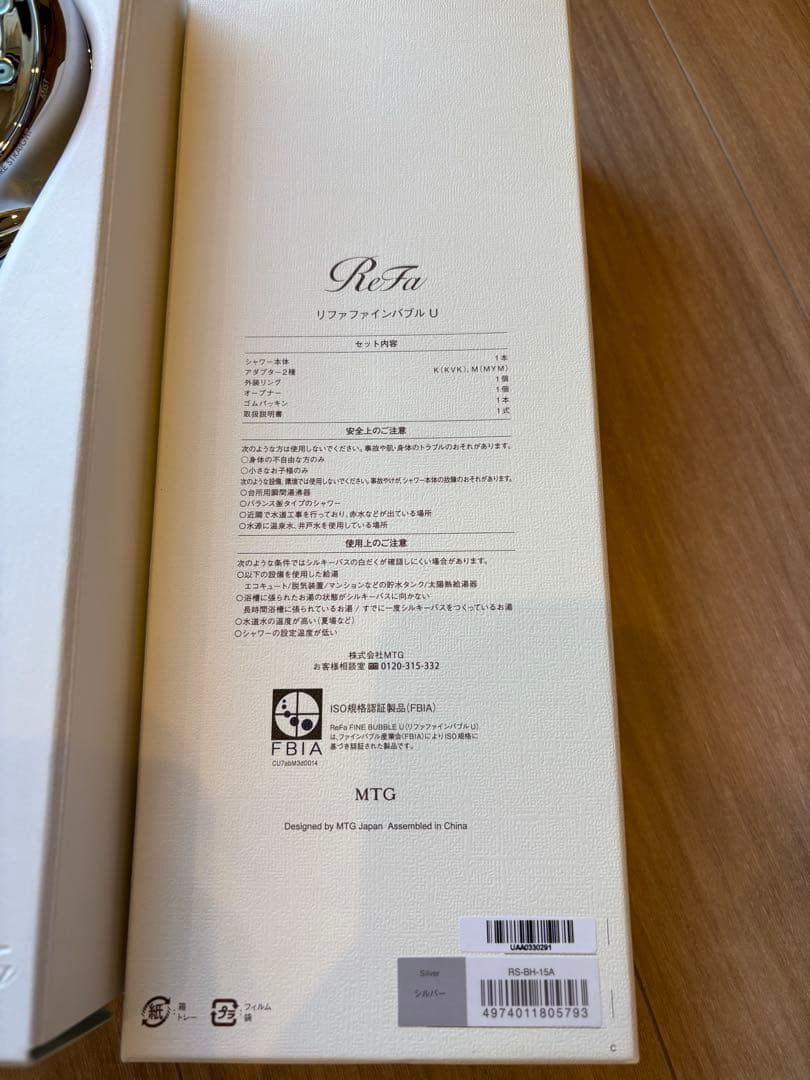 ReFa
リファファインバブル U
セット内容
シャワー本体 1本
アダプター2種 K(KVK)、M(MYM)
外装リング 1個
オープナー 1個
ゴムパッキン 1本
取扱説明書 1式
安全上のご注意
次のような方は使用しないでください。事故や肌・身体のトラブルのおそれがあります。
○身体の不自由な方のみ
○小さなお子様のみ
次のような設備、環境では使用しないでください。事故やけが、シャワー本体の故障のおそれがあります。
○台所用瞬間湯沸器
○バランス釜タイプのシャワー
○近隣で水道工事を行っており、赤水などが出ている場所
○水源に温泉水、井戸水を使用している場所
使用上のご注意
次のような条件ではシルキーバスの白だくが確認しにくい場合があります。
○以下の設備を使用した給湯
エコキュート/脱気装置/マンションなどの貯水タンク/太陽熱給湯器
○浴槽に張られたお湯の状態がシルキーバスに向かない
長時間浴槽に張られているお湯 / すでに一度シルキーバスをつくっているお湯
○水道水の温度が高い(夏場など)
○シャワーの設定温度が低い
株式会社MTG
お客様相談室 0120-315-332
FBIA
CU7abM3d0014
ISO規格認証製品(FBIA)
ReFa FINE BUBBLE U(リファファインバブル U)
は、ファインバブル産業会(FBIA)によりISO規格に
基づき認証された製品です。
MTG
Designed by MTG Japan Assembled in China
UAA0330291
Silver
シルバー
RS-BH-15A
4974011805793
紙 : 箱
トレー
プラ : フィルム
袋
C